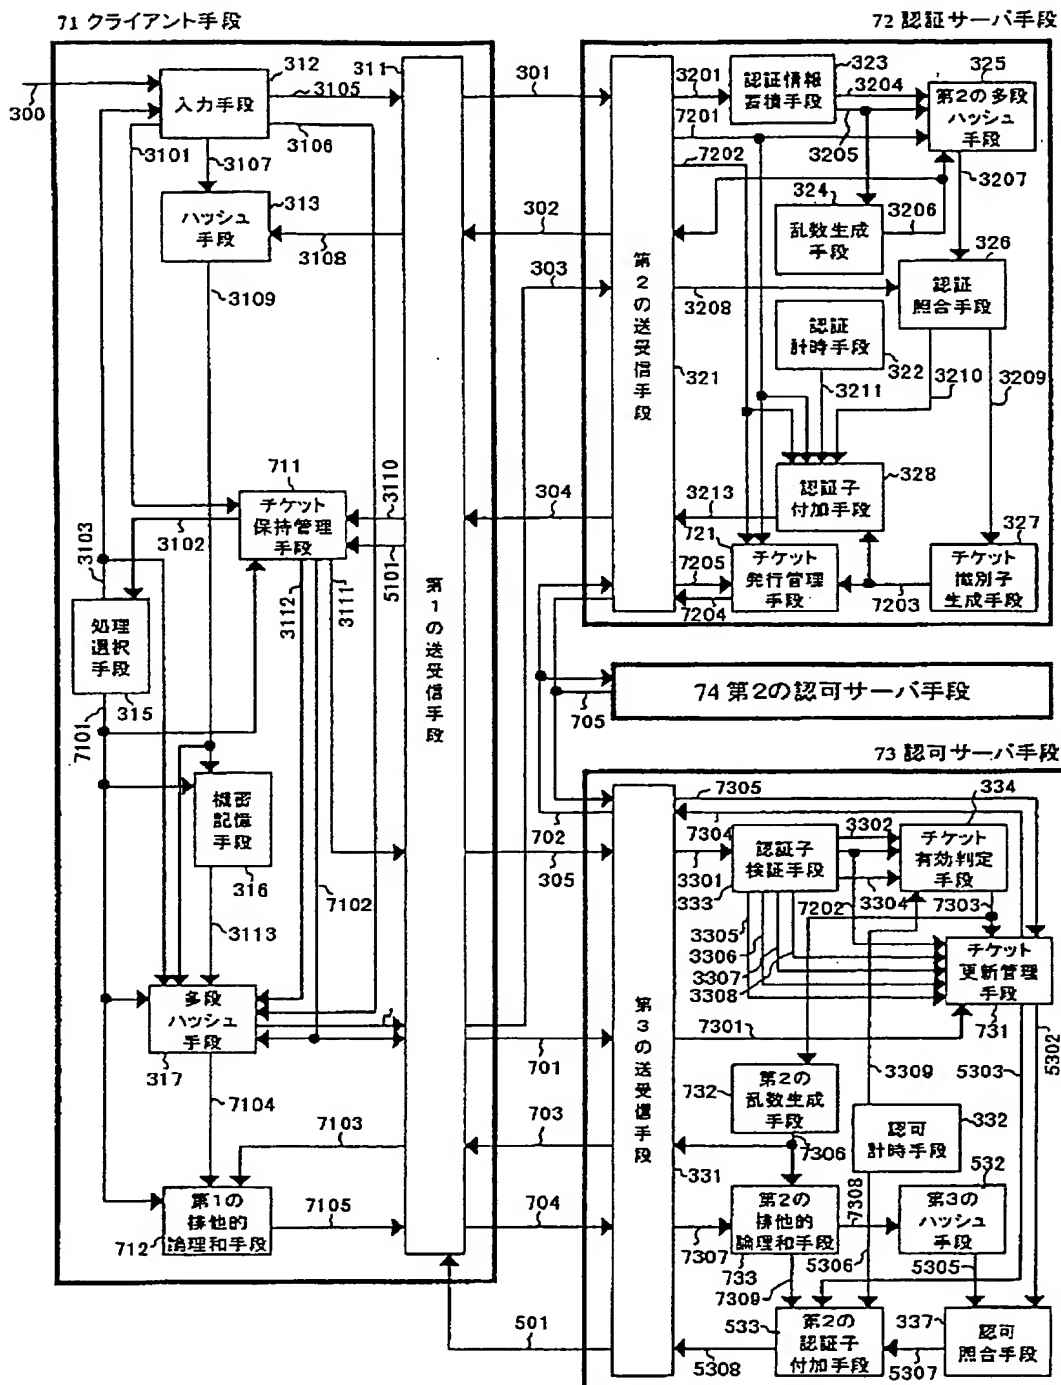 71 クライアント手段
72 認証サーバ手段
300
312
3105
入力手段
3106
3101
3107
313
ハッシュ
手段
3108
3109
311
301
302
303
3201
7201
7202
323
認証情報
蓄積手段
3204
3205
325
第2の多段
ハッシュ
手段
3207
324
3206
乱数生成
手段
326
認証
照合手段
3208
認証
計時手段
322
3211
3210
3209
第2の送受信手段
321
711
チケット
保持管理
手段
3110
5101
3103
3102
3112
3111
304
3213
328
認証子
付加手段
721
7205
7204
チケット
発行管理
手段
7203
327
チケット
識別子
生成手段
処理
選択
手段
315
7101
第1の送受信手段
74 第2の認可サーバ手段
705
73 認可サーバ手段
機密
記憶
手段
316
3113
7102
702
305
7305
7304
334
3301
認証子
検証手段
333
3302
7202
3304
チケット
有効判定
手段
7303
3305
3306
3307
3308
チケット
更新管理
手段
731
多段
ハッシュ
手段
317
701
7301
第3の送受信手段
331
3309
5303
5302
732
第2の
乱数生成
手段
7306
認可
計時手段
332
7104
7103
703
第1の
排他的
論理和手段
712
7105
704
7307
第2の
排他的
論理和手段
733
7308
532
第3の
ハッシュ
手段
7309
5306
5305
501
533
第2の
認証子
付加手段
5308
337
認可
照合手段
5307